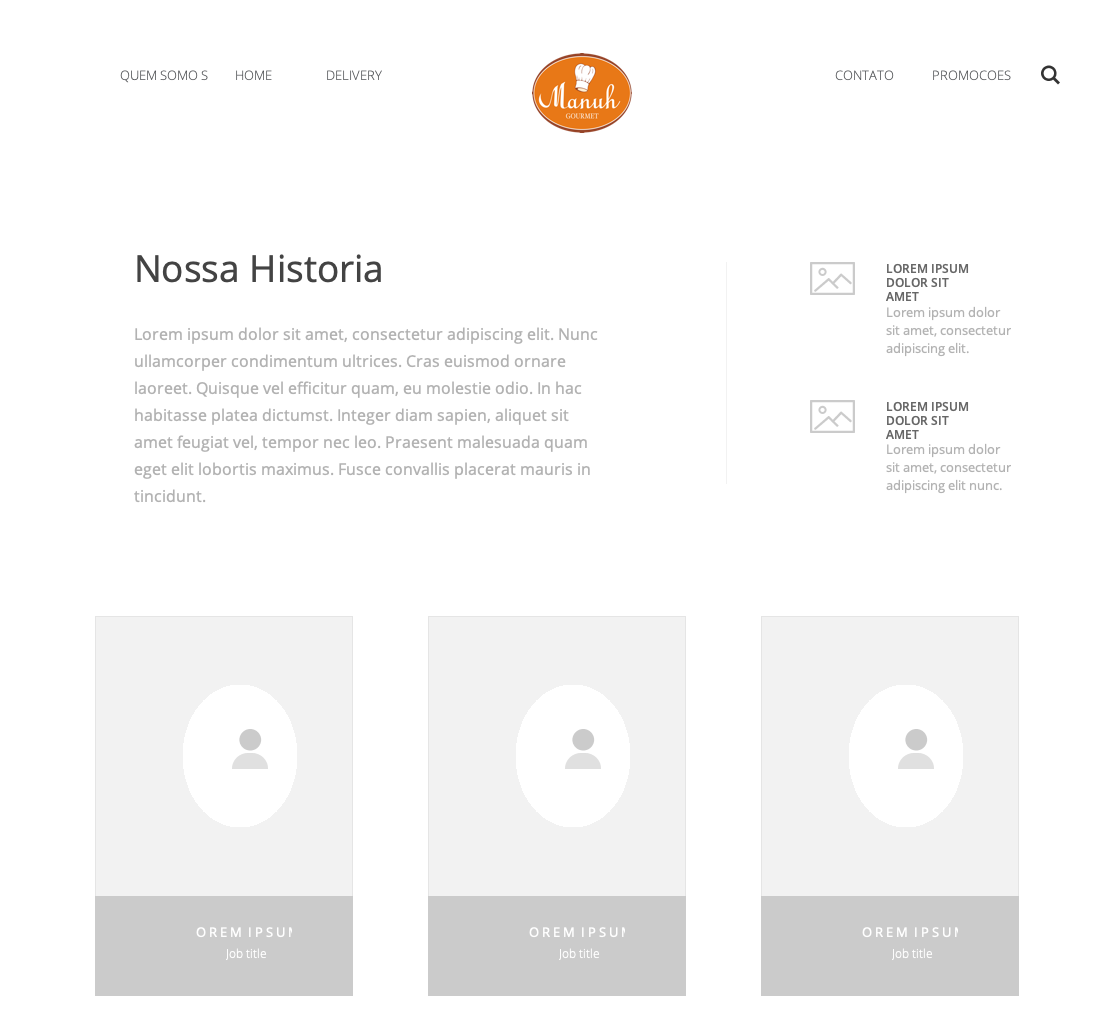 QUEM SOMO S HOME DELIVERY
Manuh
GOURMET
CONTATO PROMOCOES
Nossa Historia
Lorem ipsum dolor sit amet, consectetur adipiscing elit. Nunc
ullamcorper condimentum ultrices. Cras euismod ornare
laoreet. Quisque vel efficitur quam, eu molestie odio. In hac
habitasse platea dictumst. Integer diam sapien, aliquet sit
amet feugiat vel, tempor nec leo. Praesent malesuada quam
eget elit lobortis maximus. Fusce convallis placerat mauris in
tincidunt.
LOREM IPSUM
DOLOR SIT
AMET
Lorem ipsum dolor
sit amet, consectetur
adipiscing elit.
LOREM IPSUM
DOLOR SIT
AMET
Lorem ipsum dolor
sit amet, consectetur
adipiscing elit nunc.
OREM IPSUM
Job title
OREM IPSUM
Job title
OREM IPSUM
Job title